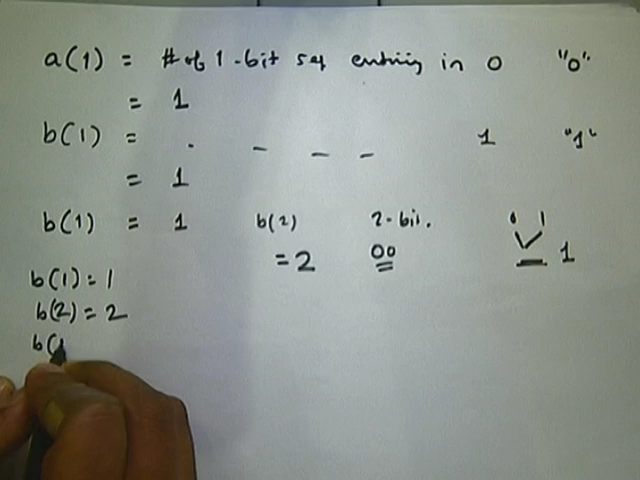 a(1) = # of 1-bit seq ending in 0 "0".
= 1
b(1) = . _ _ _ 1 "1"
= 1
b(1) = 1 b(2) 2-bit. 0 1
= 2 00 _ 1
b(1) = 1
b(2) = 2
b(